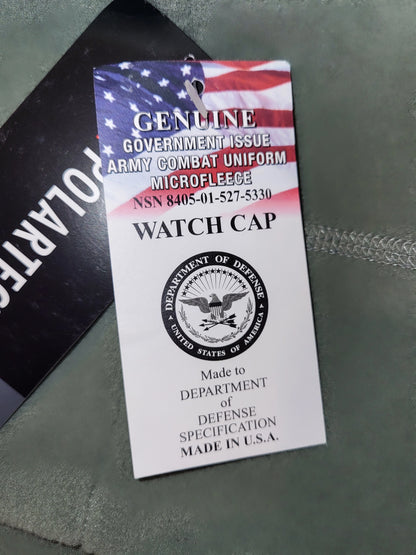 GENUINE
GOVERNMENT ISSUE
ARMY COMBAT UNIFORM
MICROFLEECE
NSN 8405-01-527-5330
WATCH CAP
DEPARTMENT OF DEFENSE
UNITED STATES OF AMERICA
Made to
DEPARTMENT
of
DEFENSE
SPECIFICATION
MADE IN U.S.A.
POLARTEC